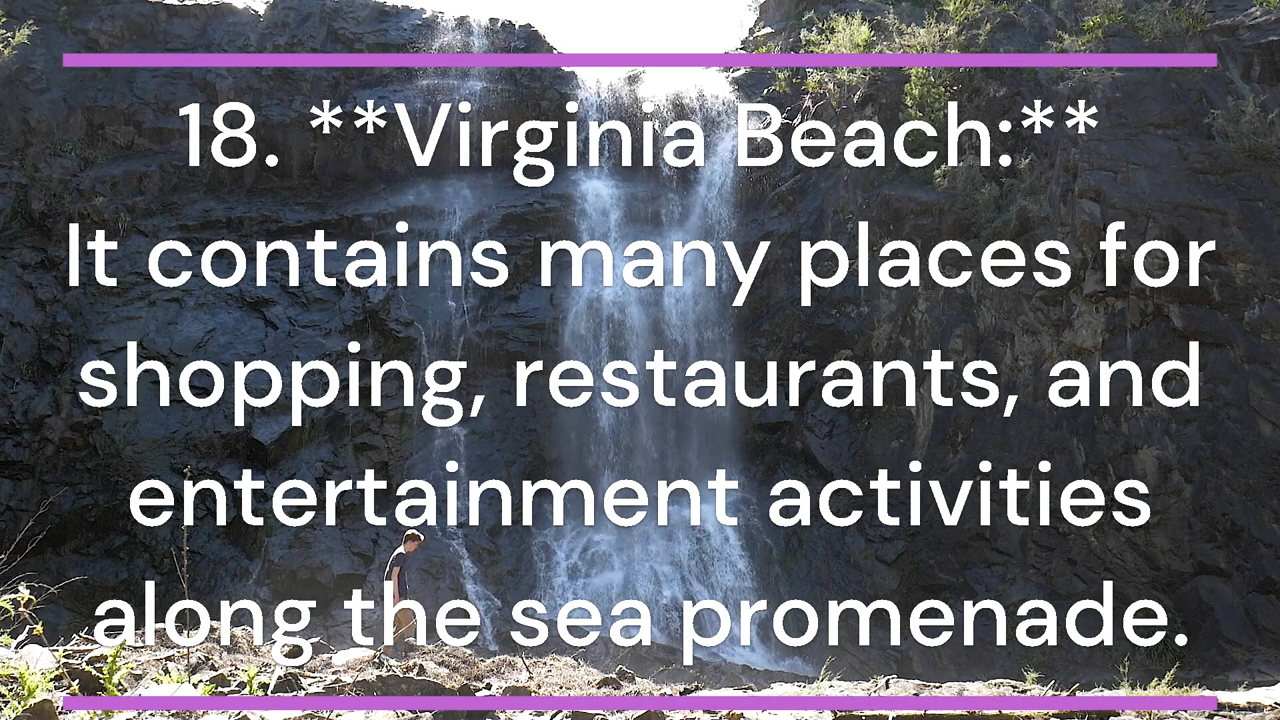 18. **Virginia Beach:**
It contains many places for
shopping, restaurants, and
entertainment activities
along the sea promenade.